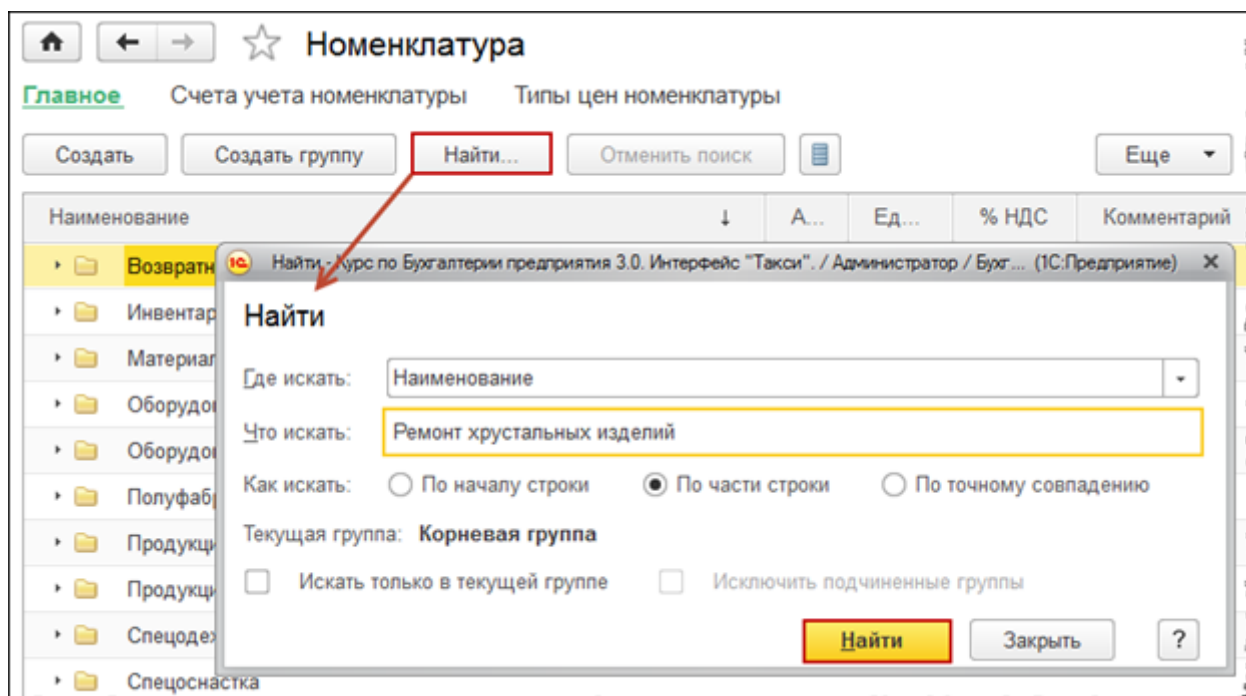 Номенклатура
Главное Счета учета номенклатуры Типы цен номенклатуры
Создать Создать группу Найти... Отменить поиск Еще
Наименование ↓ А... Ед... % НДС Комментарий
Возвратн
1С Найти - Курс по Бухгалтерии предприятия 3.0. Интерфейс "Такси". / Администратор / Бухг... (1С:Предприятие) ×
Инвентар
Найти
Материал
Где искать: Наименование
Оборудо
Что искать: Ремонт хрустальных изделий
Оборудо
Как искать: По началу строки По части строки По точному совпадению
Полуфаб
Текущая группа: Корневая группа
Продукци
Искать только в текущей группе Исключить подчиненные группы
Продукци
Спецоде
Найти Закрыть ?
Спецоснастка